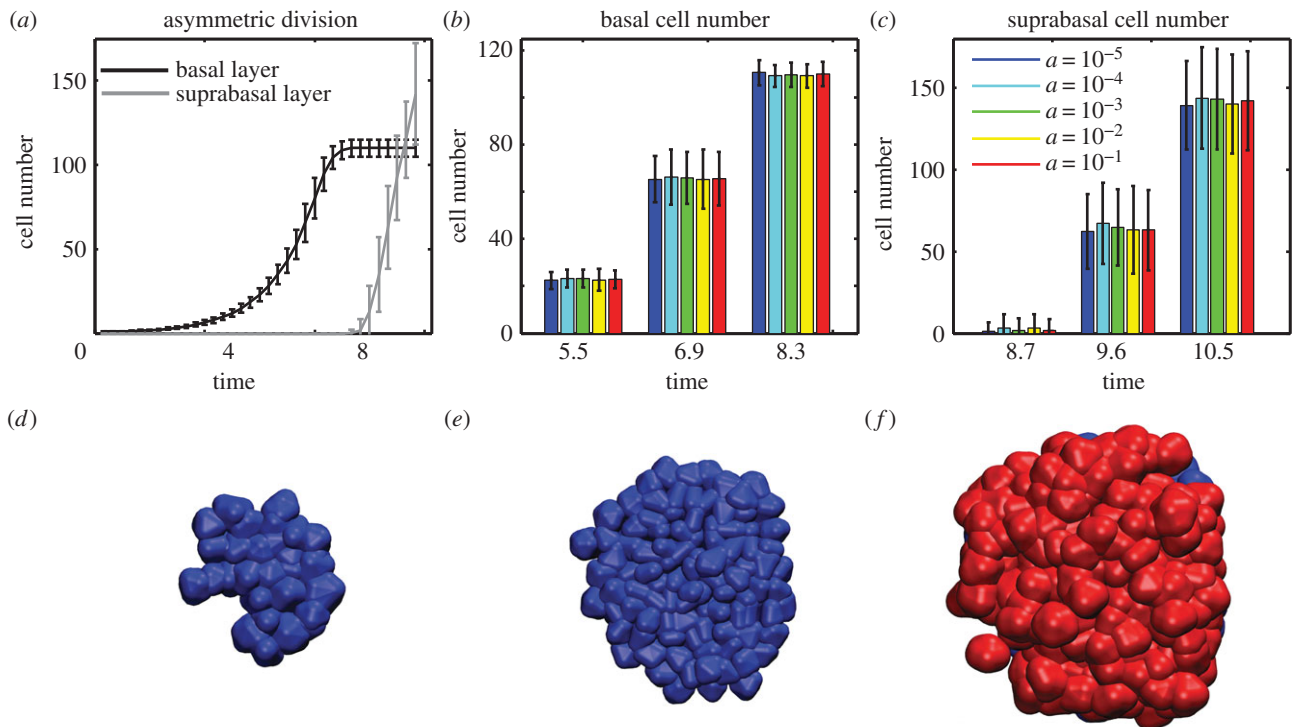 (a) asymmetric division
150
100
50
cell number
basal layer
suprabasal layer
0 4 8
time
(b) basal cell number
120
80
40
0
cell number
5.5 6.9 8.3
time
(c) suprabasal cell number
150
100
50
0
cell number
a = 10⁻⁵
a = 10⁻⁴
a = 10⁻³
a = 10⁻²
a = 10⁻¹
8.7 9.6 10.5
time
(d)
(e)
(f)